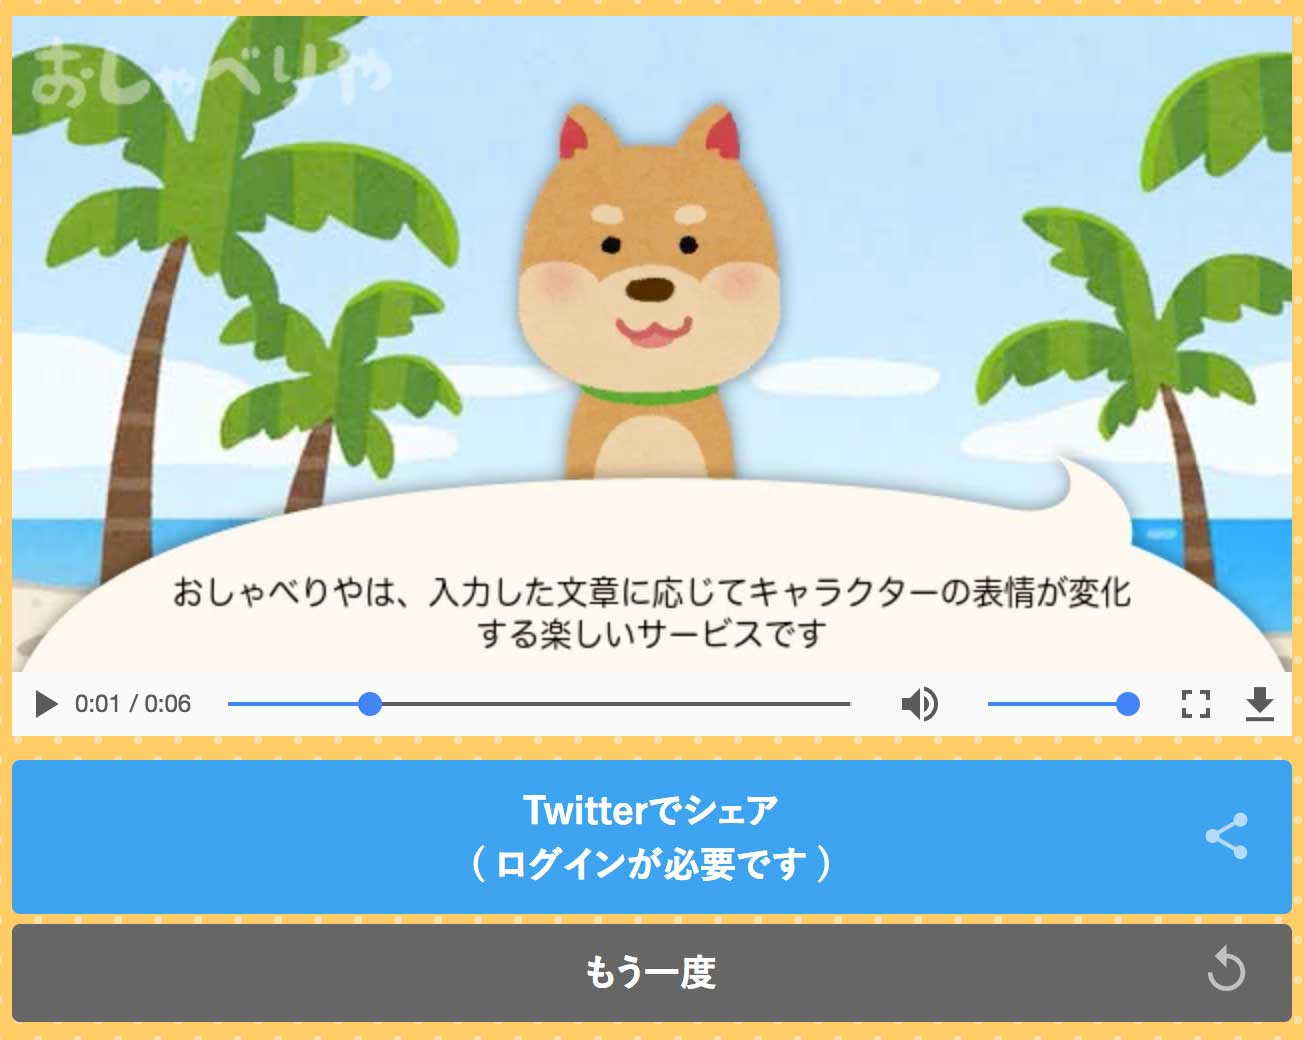 おしゃべりや
おしゃべりやは、入力した文章に応じてキャラクターの表情が変化
する楽しいサービスです
0:01 / 0:06
Twitterでシェア
（ ログインが必要です ）
もう一度